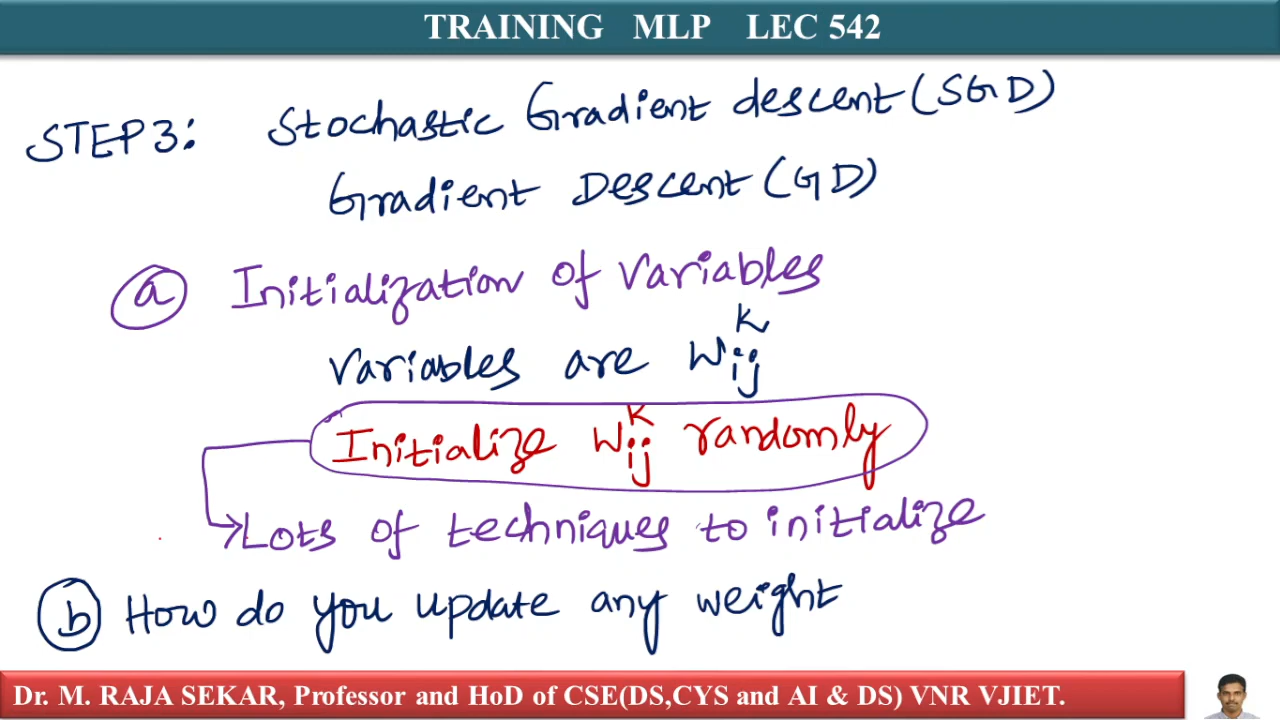 TRAINING MLP LEC 542
STEP3: Stochastic Gradient descent (SGD)
Gradient Descent (GD)
a Initialization of variables
variables are W^k_ij
Initialize W^k_ij randomly
Lots of techniques to initialize
b How do you update any weight
Dr. M. RAJA SEKAR, Professor and HoD of CSE(DS,CYS and AI & DS) VNR VJIET.